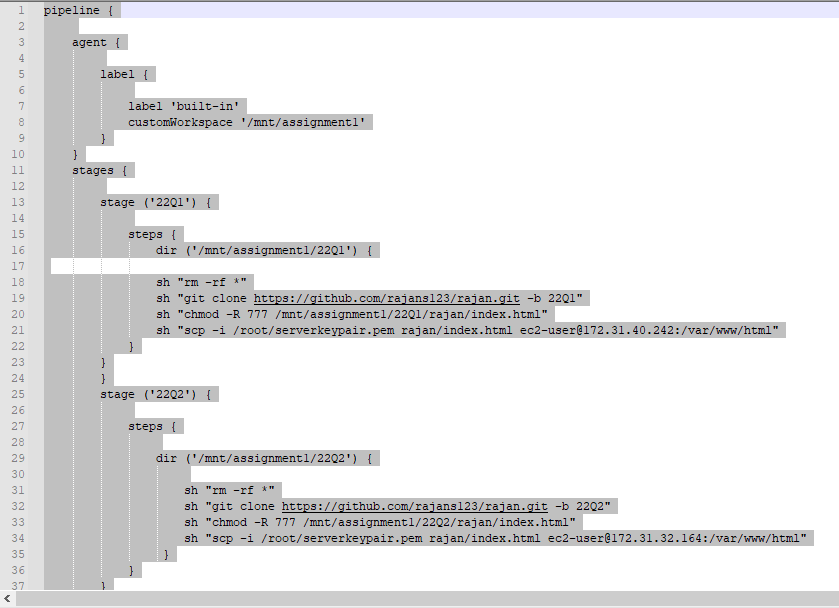 1 pipeline {
2
3 agent {
4
5 label {
6
7 label 'built-in'
8 customWorkspace '/mnt/assignment1'
9 }
10 }
11 stages {
12
13 stage ('22Q1') {
14
15 steps {
16 dir ('/mnt/assignment1/22Q1') {
17
18 sh "rm -rf *"
19 sh "git clone https://github.com/rajans123/rajan.git -b 22Q1"
20 sh "chmod -R 777 /mnt/assignment1/22Q1/rajan/index.html"
21 sh "scp -i /root/serverkeypair.pem rajan/index.html ec2-user@172.31.40.242:/var/www/html"
22 }
23 }
24 }
25 stage ('22Q2') {
26
27 steps {
28
29 dir ('/mnt/assignment1/22Q2') {
30
31 sh "rm -rf *"
32 sh "git clone https://github.com/rajans123/rajan.git -b 22Q2"
33 sh "chmod -R 777 /mnt/assignment1/22Q2/rajan/index.html"
34 sh "scp -i /root/serverkeypair.pem rajan/index.html ec2-user@172.31.32.164:/var/www/html"
35 }
36 }
37 }